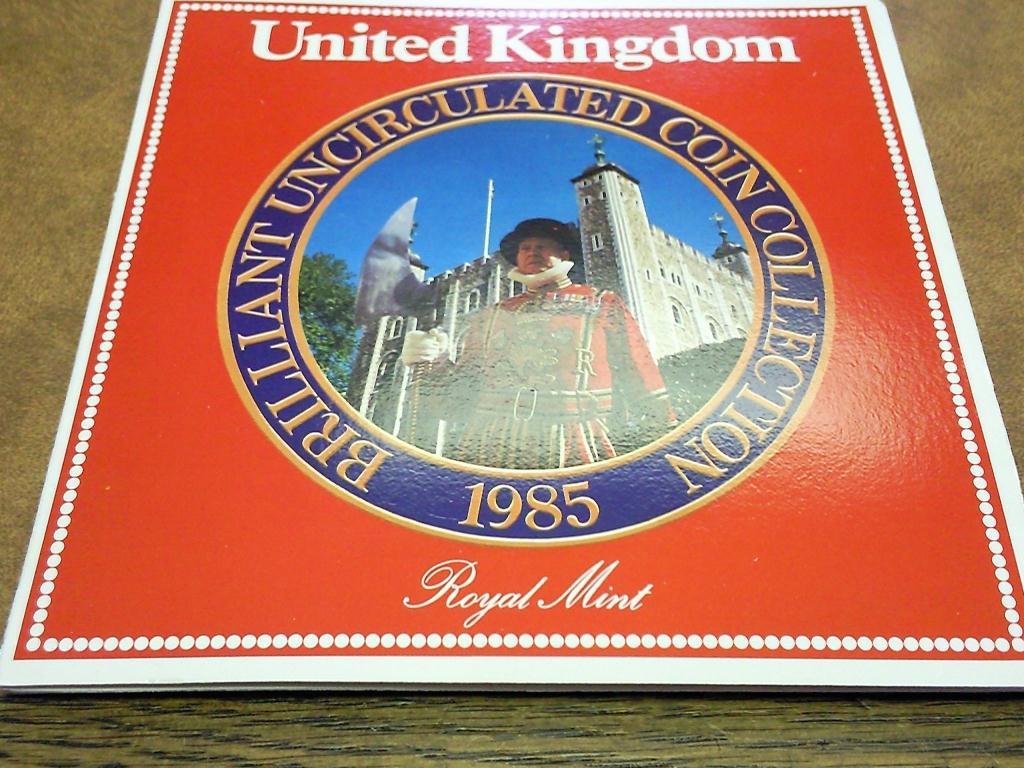 United Kingdom
BRILLIANT UNCIRCULATED COIN COLLECTION
1985
Royal Mint